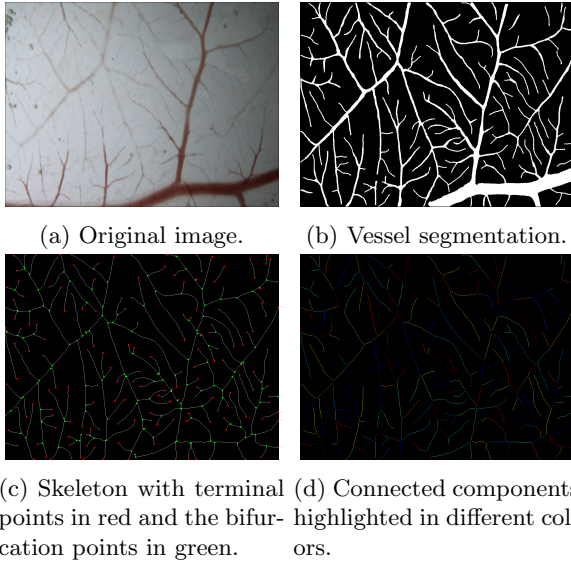 (a) Original image.
(b) Vessel segmentation.
(c) Skeleton with terminal
points in red and the bifur-
cation points in green.
(d) Connected components
highlighted in different col-
ors.